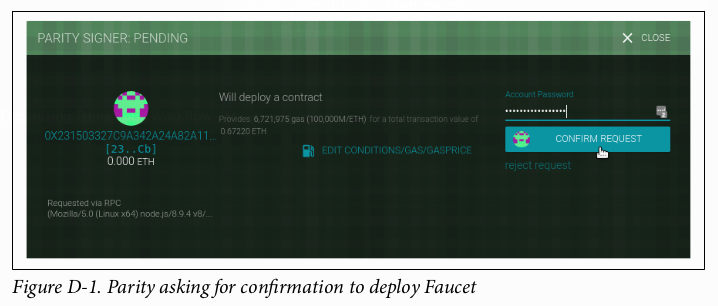 PARITY SIGNER: PENDING
CLOSE
Will deploy a contract
Account Password
Provides 6,721,975 gas (100,000M/ETH) for a total transaction value of
0.67220 ETH
••••••••••••••••
2
CONFIRM REQUEST
0X231503327C9A342A24A82A11...
[23..Cb]
0.000 ETH
EDIT CONDITIONS/GAS/GASPRICE
reject request
Requested via RPC
(Mozilla/5.0 (Linux x64) node.js/8.9.4 v8/...
Figure D-1. Parity asking for confirmation to deploy Faucet